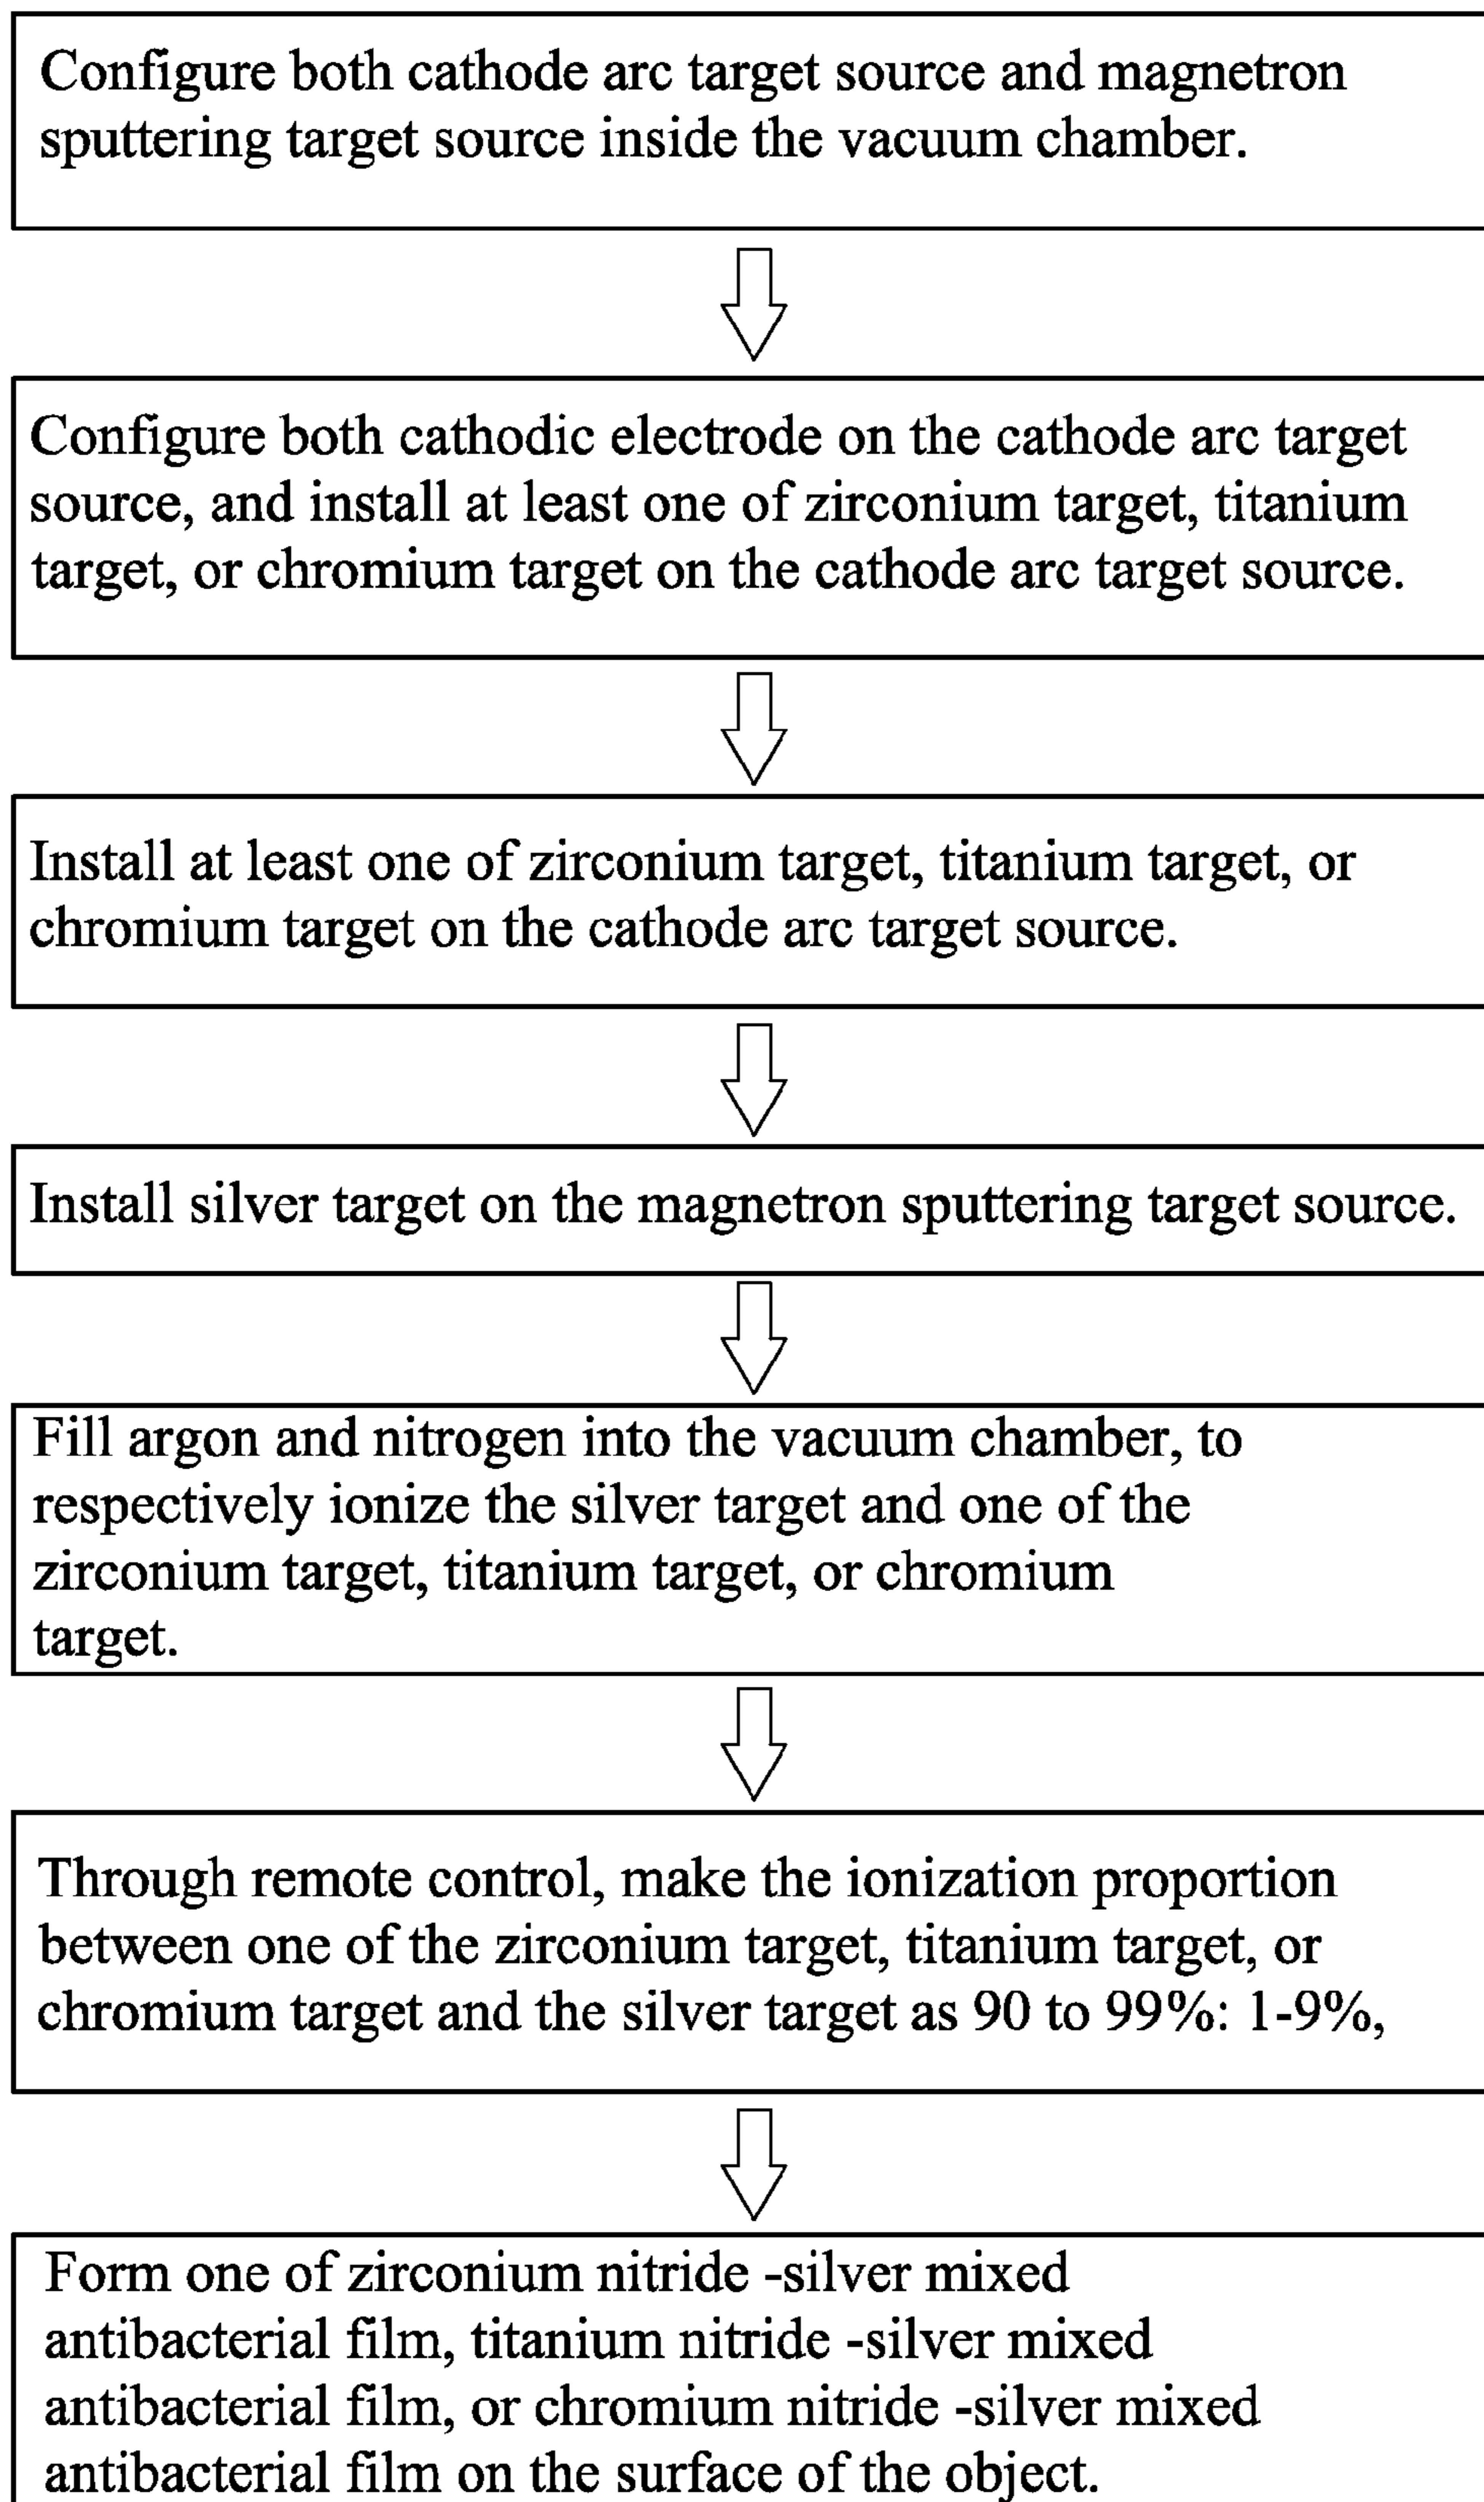 Configure both cathode arc target source and magnetron
sputtering target source inside the vacuum chamber.
Configure both cathodic electrode on the cathode arc target
source, and install at least one of zirconium target, titanium
target, or chromium target on the cathode arc target source.
Install at least one of zirconium target, titanium target, or
chromium target on the cathode arc target source.
Install silver target on the magnetron sputtering target source.
Fill argon and nitrogen into the vacuum chamber, to
respectively ionize the silver target and one of the
zirconium target, titanium target, or chromium
target.
Through remote control, make the ionization proportion
between one of the zirconium target, titanium target, or
chromium target and the silver target as 90 to 99%: 1-9%,
Form one of zirconium nitride -silver mixed
antibacterial film, titanium nitride -silver mixed
antibacterial film, or chromium nitride -silver mixed
antibacterial film on the surface of the object.